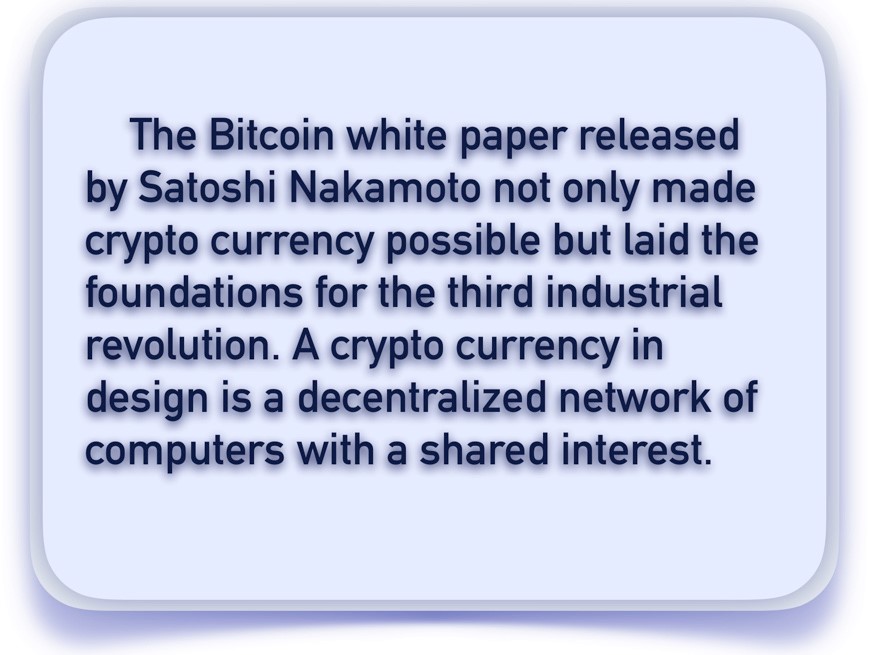 The Bitcoin white paper released
by Satoshi Nakamoto not only made
crypto currency possible but laid the
foundations for the third industrial
revolution. A crypto currency in
design is a decentralized network of
computers with a shared interest.